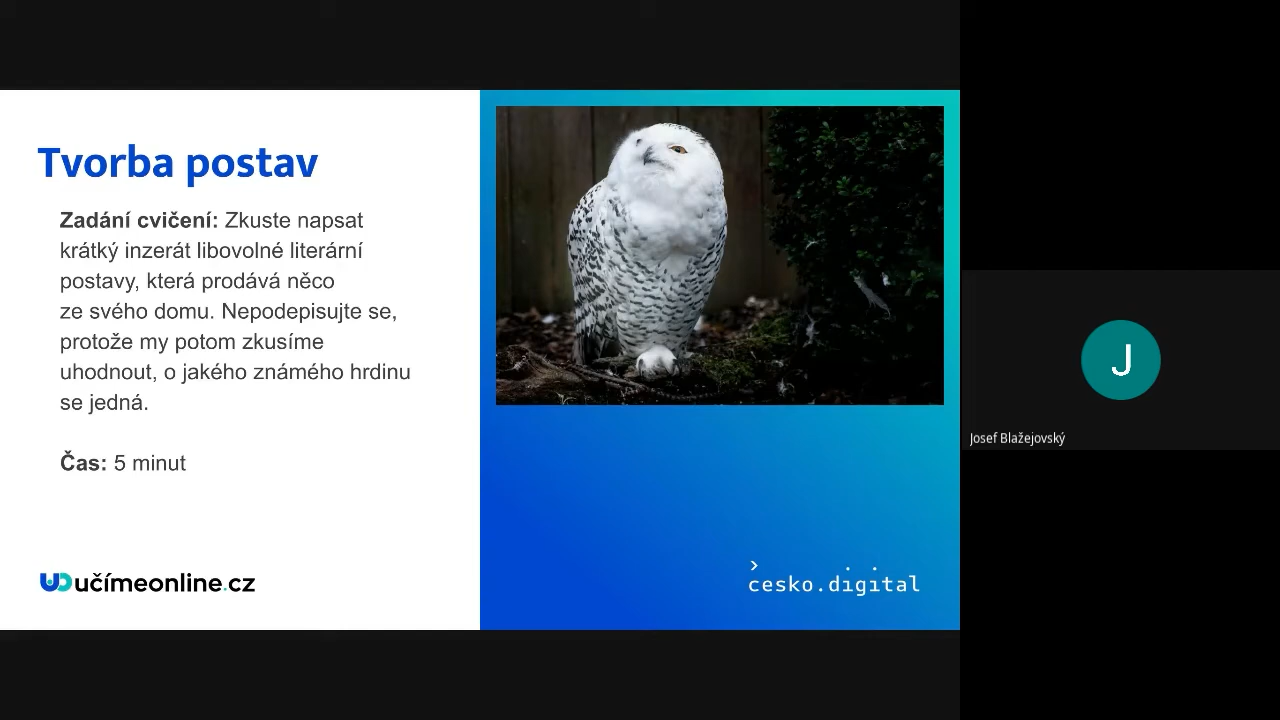 Tvorba postav
Zadání cvičení: Zkuste napsat
krátký inzerát libovolné literární
postavy, která prodává něco
ze svého domu. Nepodepisujte se,
protože my potom zkusíme
uhodnout, o jakého známého hrdinu
se jedná.
Čas: 5 minut
učímeonline.cz
cesko.digital
J
Josef Blažejovský